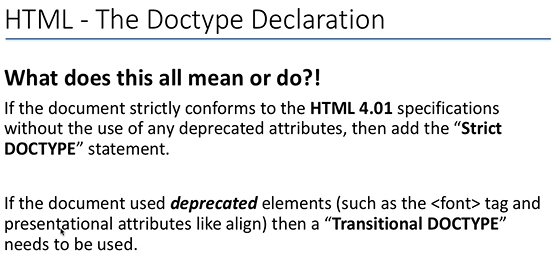 HTML - The Doctype Declaration
What does this all mean or do?!
If the document strictly conforms to the HTML 4.01 specifications
without the use of any deprecated attributes, then add the “Strict
DOCTYPE” statement.
If the document used deprecated elements (such as the <font> tag and
presentational attributes like align) then a “Transitional DOCTYPE”
needs to be used.